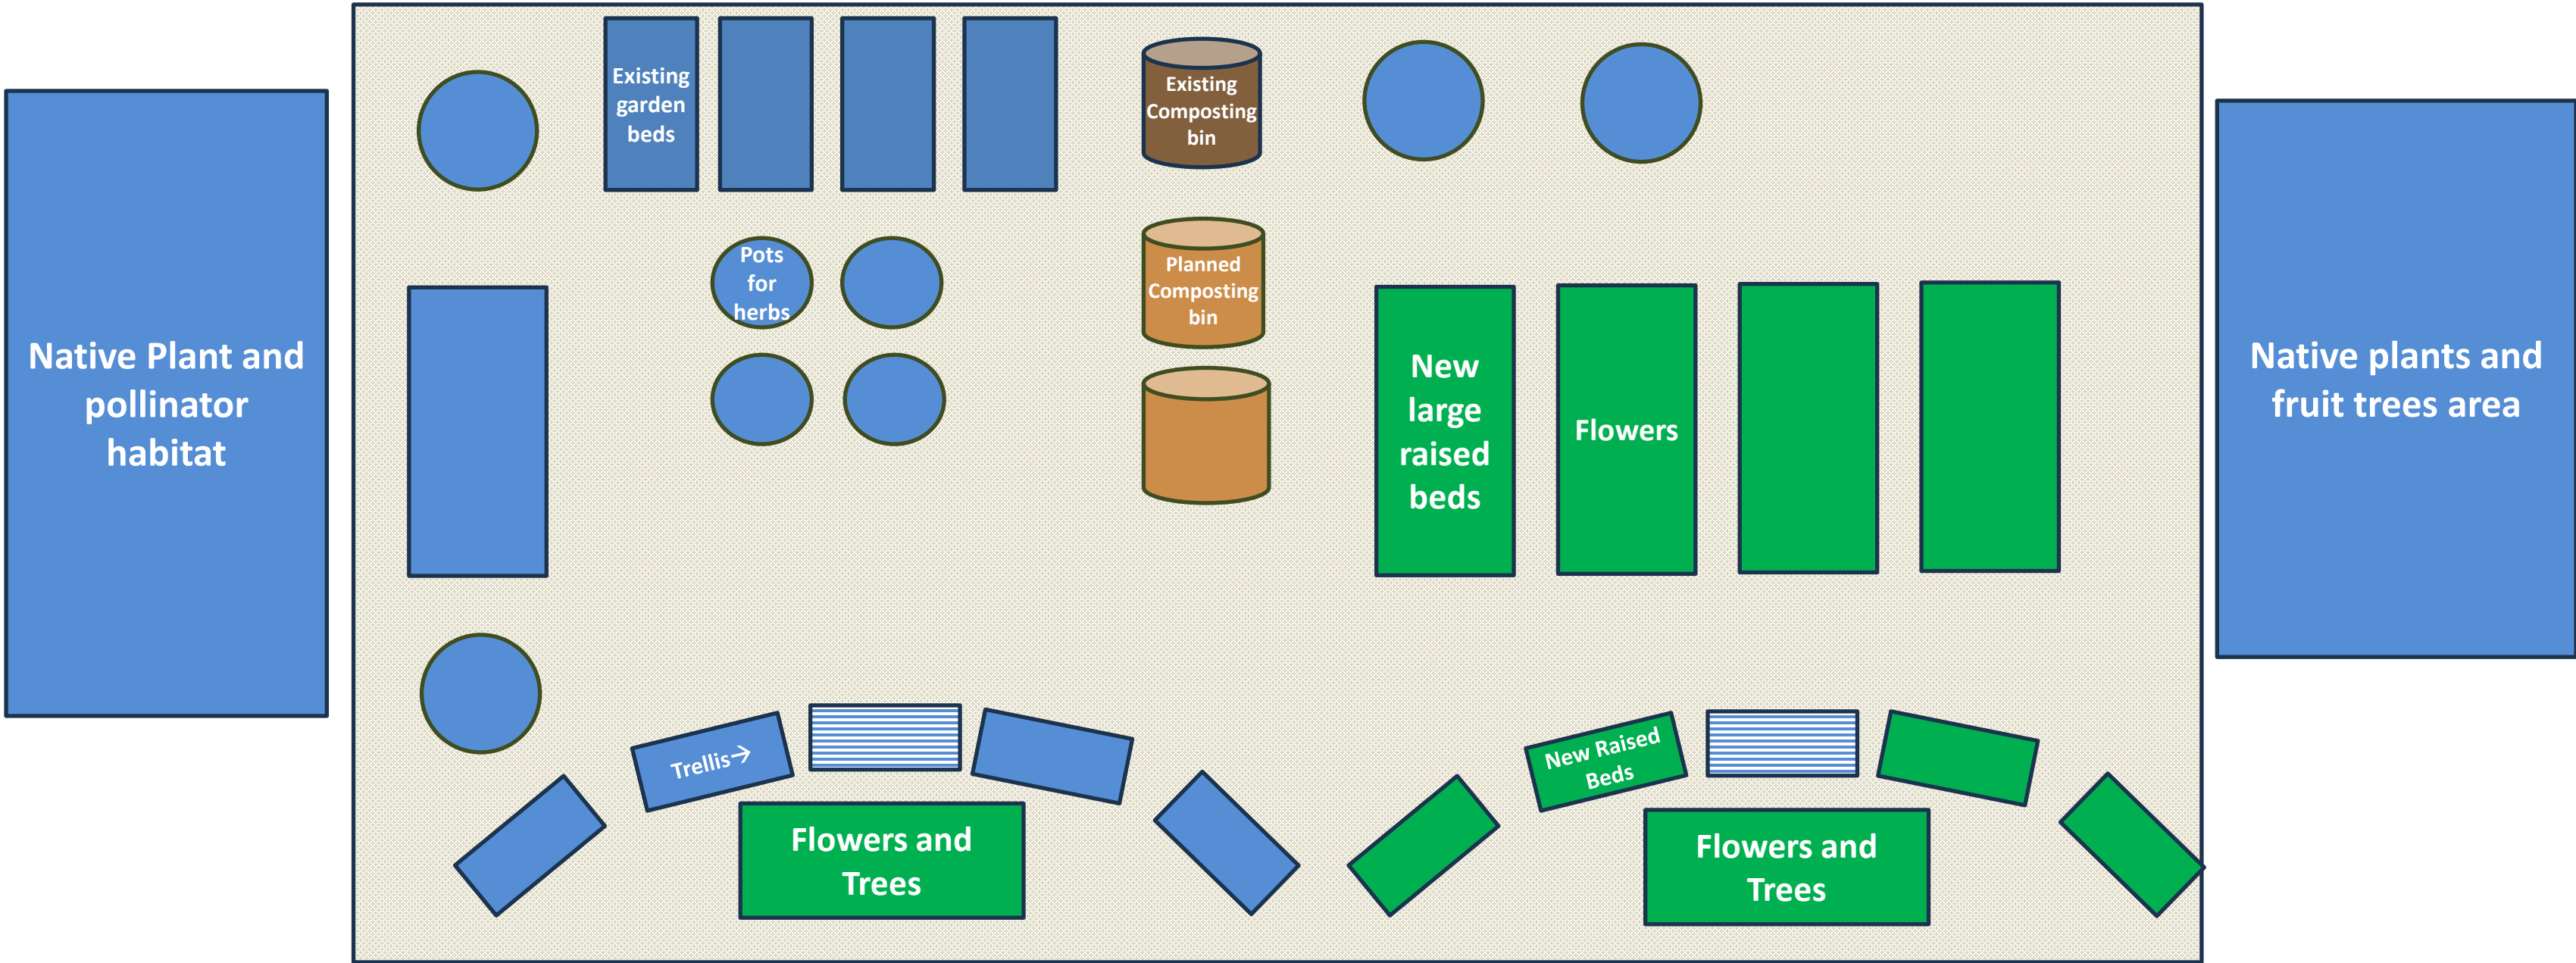 Native Plant and
pollinator
habitat
Existing
garden
beds
Existing
Composting
bin
Pots
for
herbs
Planned
Composting
bin
New
large
raised
beds
Flowers
Native plants and
fruit trees area
Trellis→
Flowers and
Trees
New Raised
Beds
Flowers and
Trees